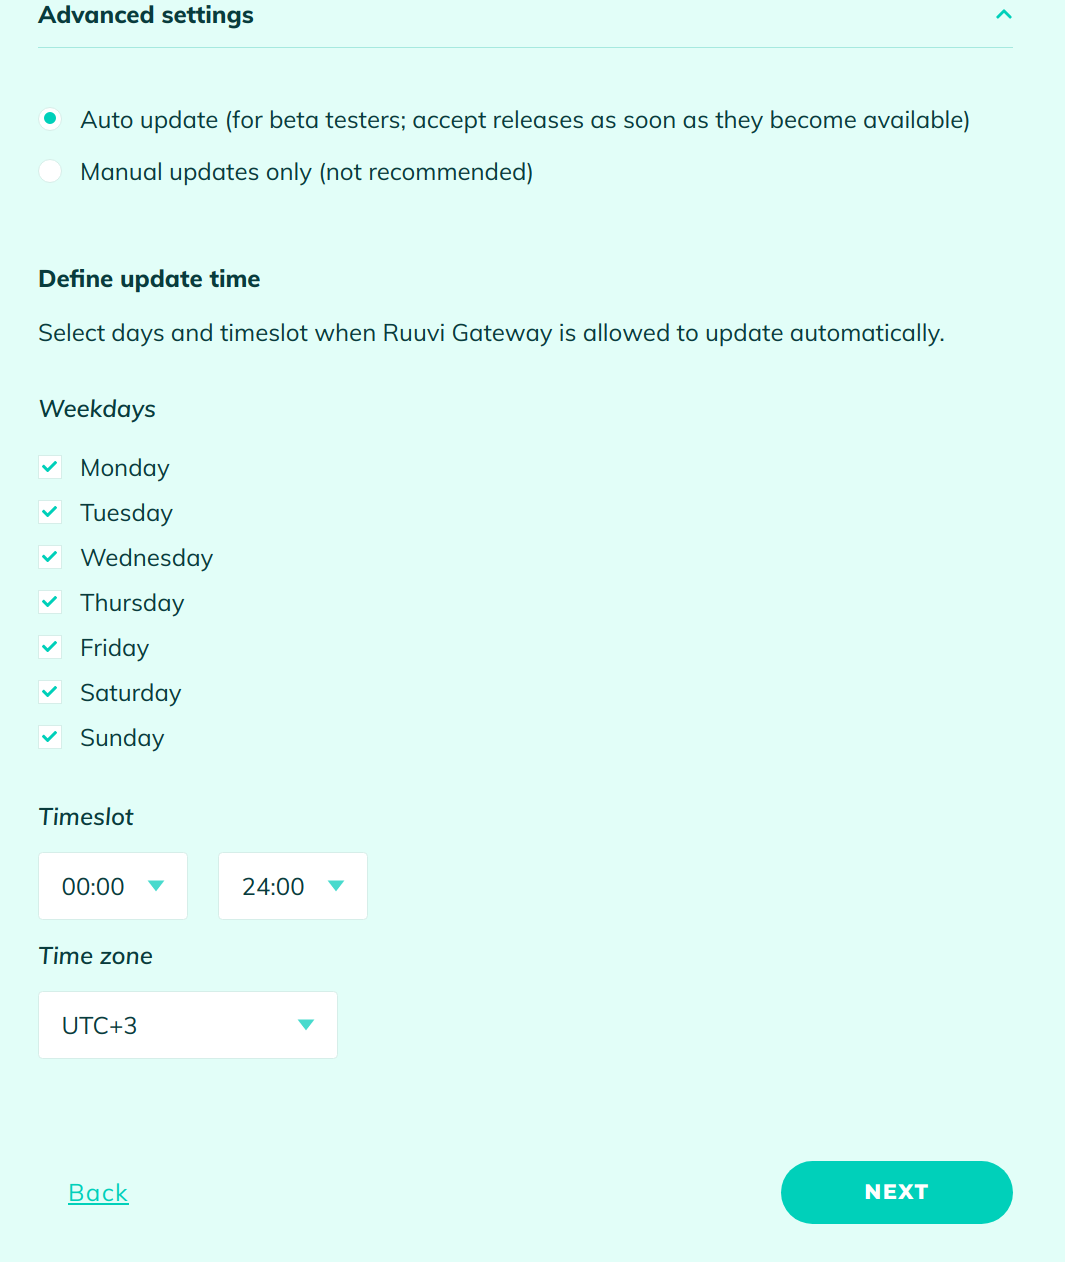 Advanced settings
Auto update (for beta testers; accept releases as soon as they become available)
Manual updates only (not recommended)
Define update time
Select days and timeslot when Ruuvi Gateway is allowed to update automatically.
Weekdays
Monday
Tuesday
Wednesday
Thursday
Friday
Saturday
Sunday
Timeslot
00:00 24:00
Time zone
UTC+3
Back NEXT